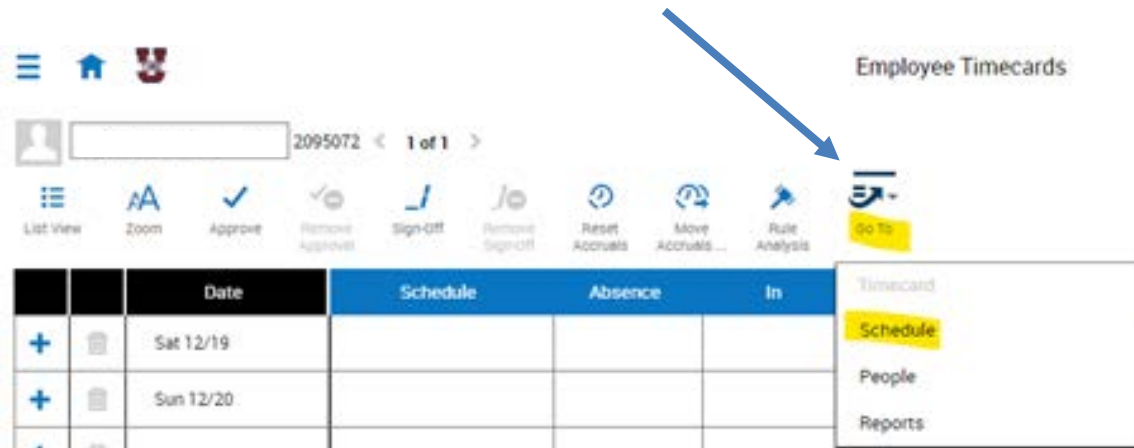 Employee Timecards
2095072 < 1 of 1 >
List View Zoom Approve Remove Approval Sign-Off Remove Sign-Off Reset Accruals Move Accruals ... Rule Analysis Go To
Date Schedule Absence In
Timecard
Sat 12/19
Schedule
Sun 12/20
People
Reports